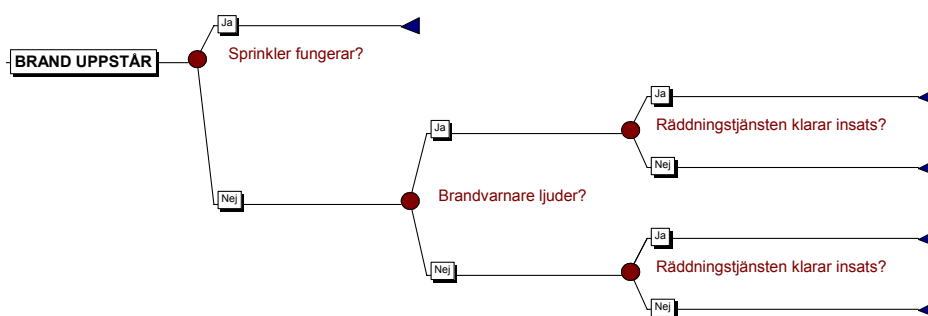 Ja
Sprinkler fungerar?
BRAND UPPSTÅR
Ja
Räddningstjänsten klarar insats?
Ja
Nej
Nej
Brandvarnare ljuder?
Ja
Nej
Räddningstjänsten klarar insats?
Nej